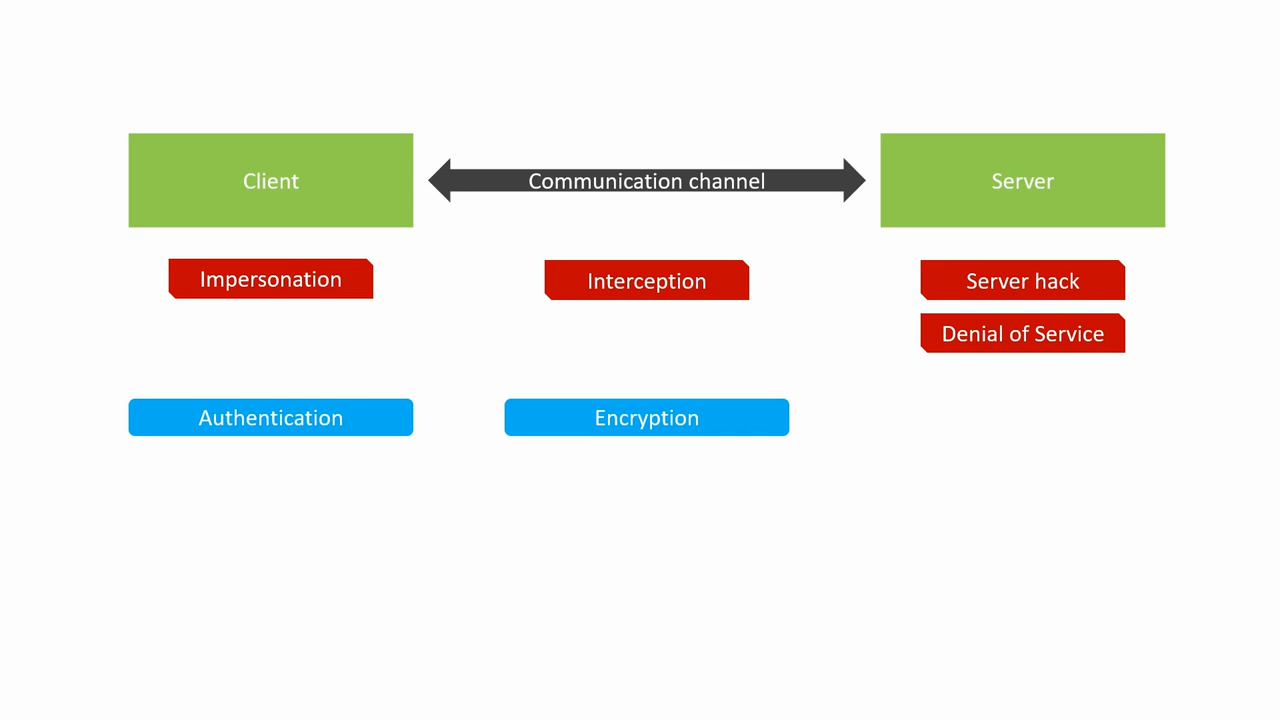 Client
Communication channel
Server
Impersonation
Interception
Server hack
Denial of Service
Authentication
Encryption